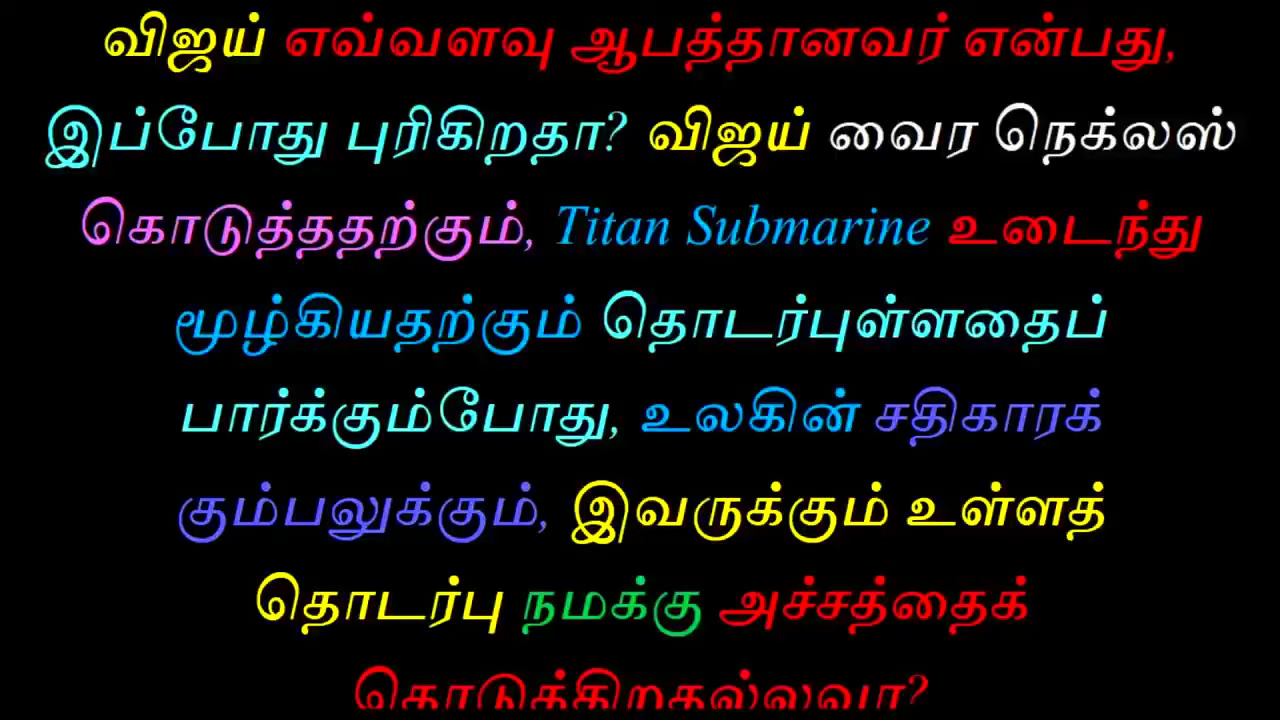 விஜய் எவ்வளவு ஆபத்தானவர் என்பது,
இப்போது புரிகிறதா? விஜய் வைர நெக்லஸ்
கொடுத்ததற்கும், Titan Submarine உடைந்து
மூழ்கியதற்கும் தொடர்புள்ளதைப்
பார்க்கும்போது, உலகின் சதிகாரக்
கும்பலுக்கும், இவருக்கும் உள்ளத்
தொடர்பு நமக்கு அச்சத்தைக்
கொடுக்கிறதல்லவா?